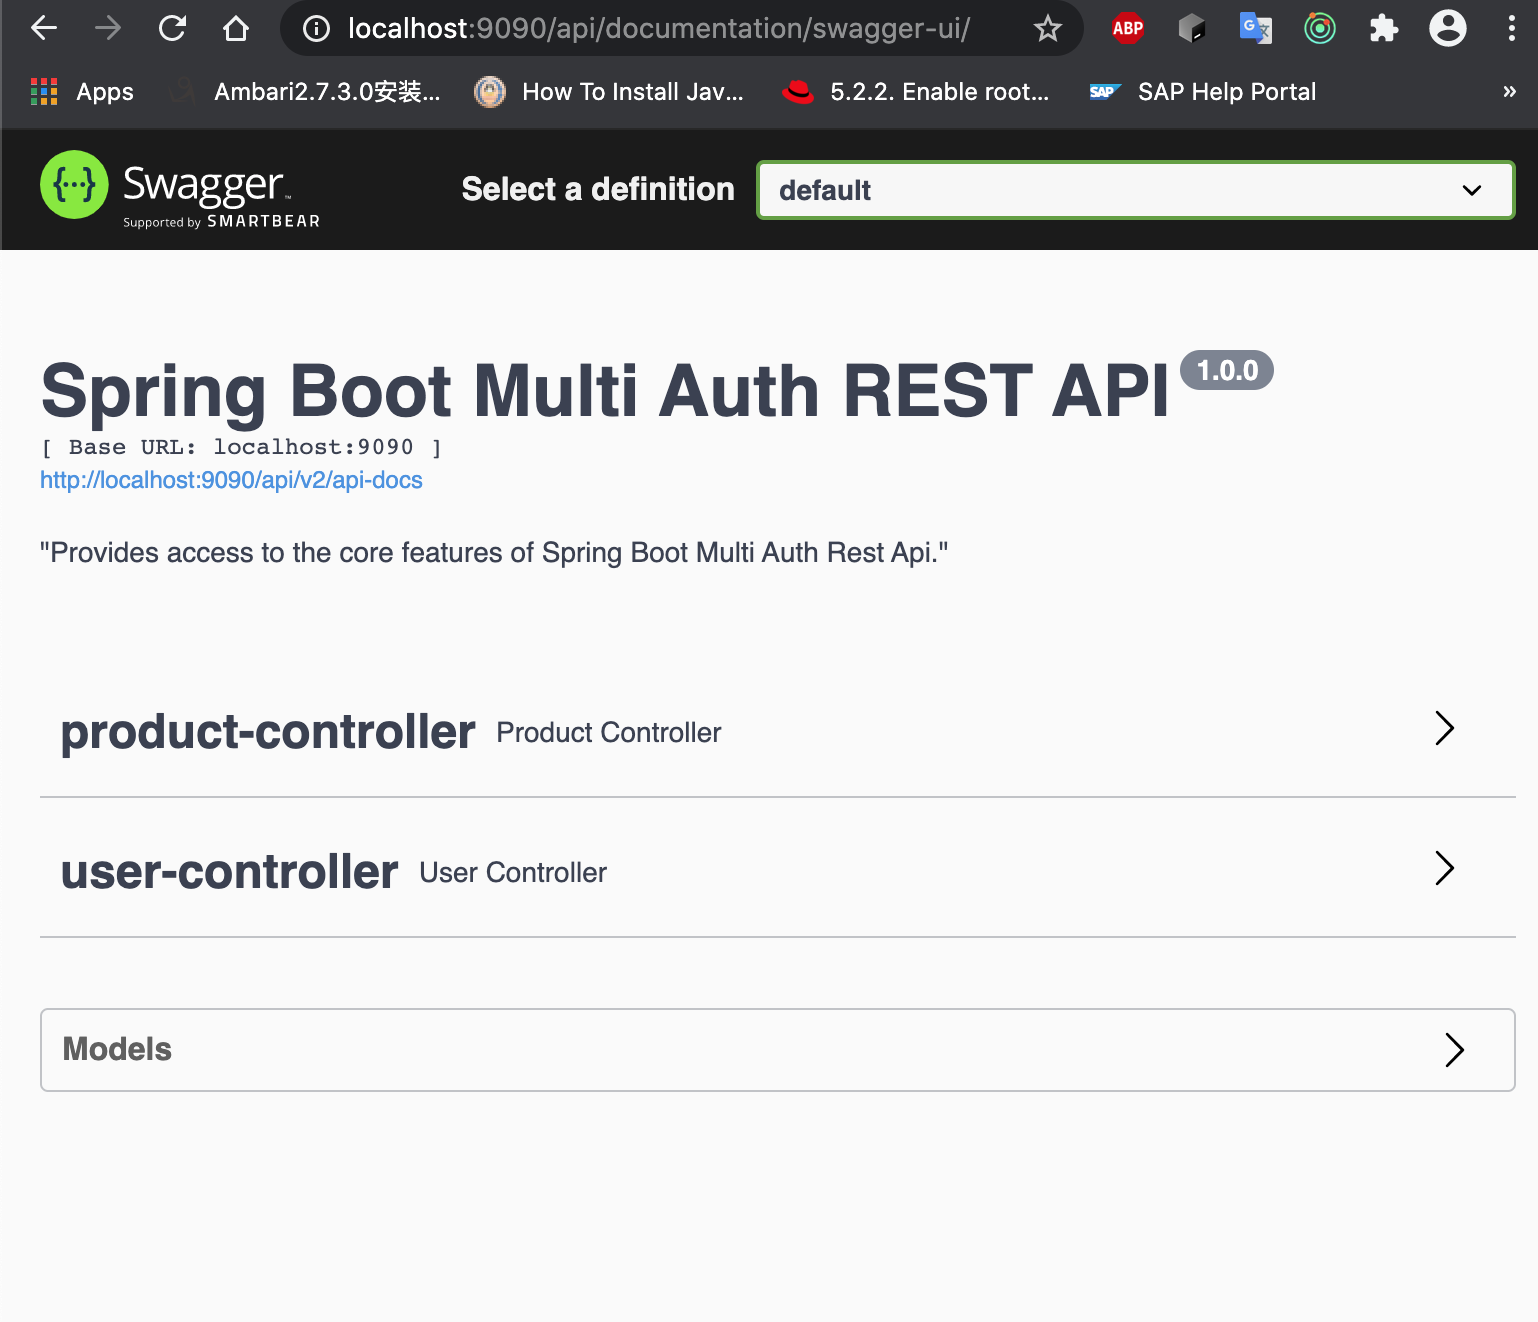 localhost:9090/api/documentation/swagger-ui/
ABP
G
Apps
Ambari2.7.3.0安装...
How To Install Jav...
5.2.2. Enable root...
SAP
SAP Help Portal
»
{···} Swagger™
Supported by SMARTBEAR
Select a definition
default
Spring Boot Multi Auth REST API 1.0.0
[ Base URL: localhost:9090 ]
http://localhost:9090/api/v2/api-docs
"Provides access to the core features of Spring Boot Multi Auth Rest Api."
product-controller Product Controller
user-controller User Controller
Models